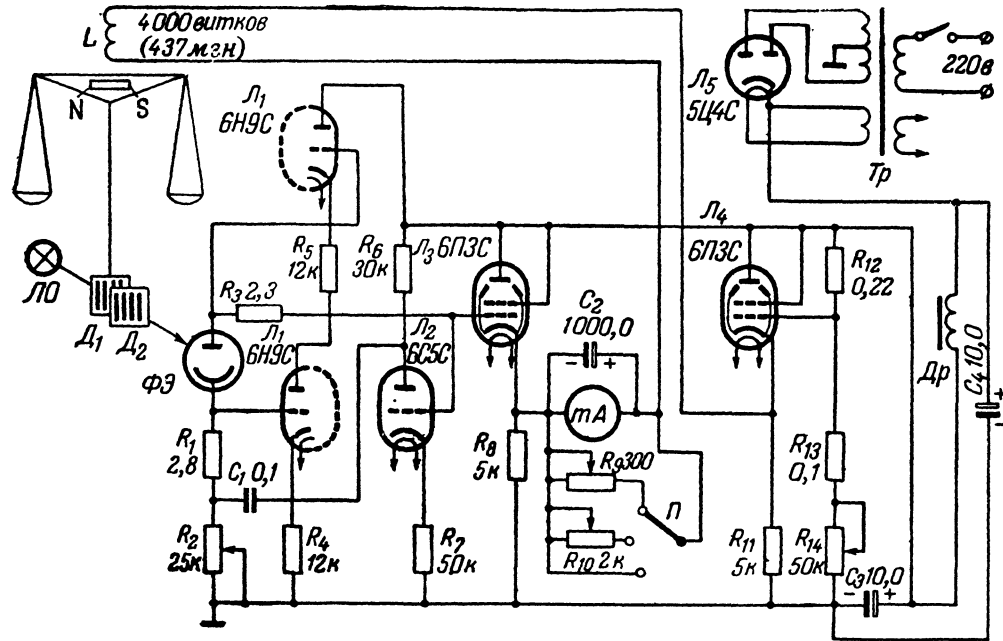 L
4000 витков
(437 мгн)
N
S
Л₁
6Н9С
Л₅
5Ц4С
220в
Тр
ЛО
Д₁
Д₂
ФЭ
R₃ 2,3
R₅
12к
R₆
30к
Л₃ 6П3С
Л₁
6Н9С
Л₂
6С5С
C₂
1000,0
- +
mA
Л₄
6П3С
R₁₂
0,22
Др
C₄ 10,0
+
-
R₁
2,8
C₁ 0,1
R₂
25к
R₄
12к
R₇
50к
R₈
5к
R₉ 300
П
R₁₀ 2к
R₁₁
5к
R₁₃
0,1
R₁₄
50к
C₃ 10,0
- +